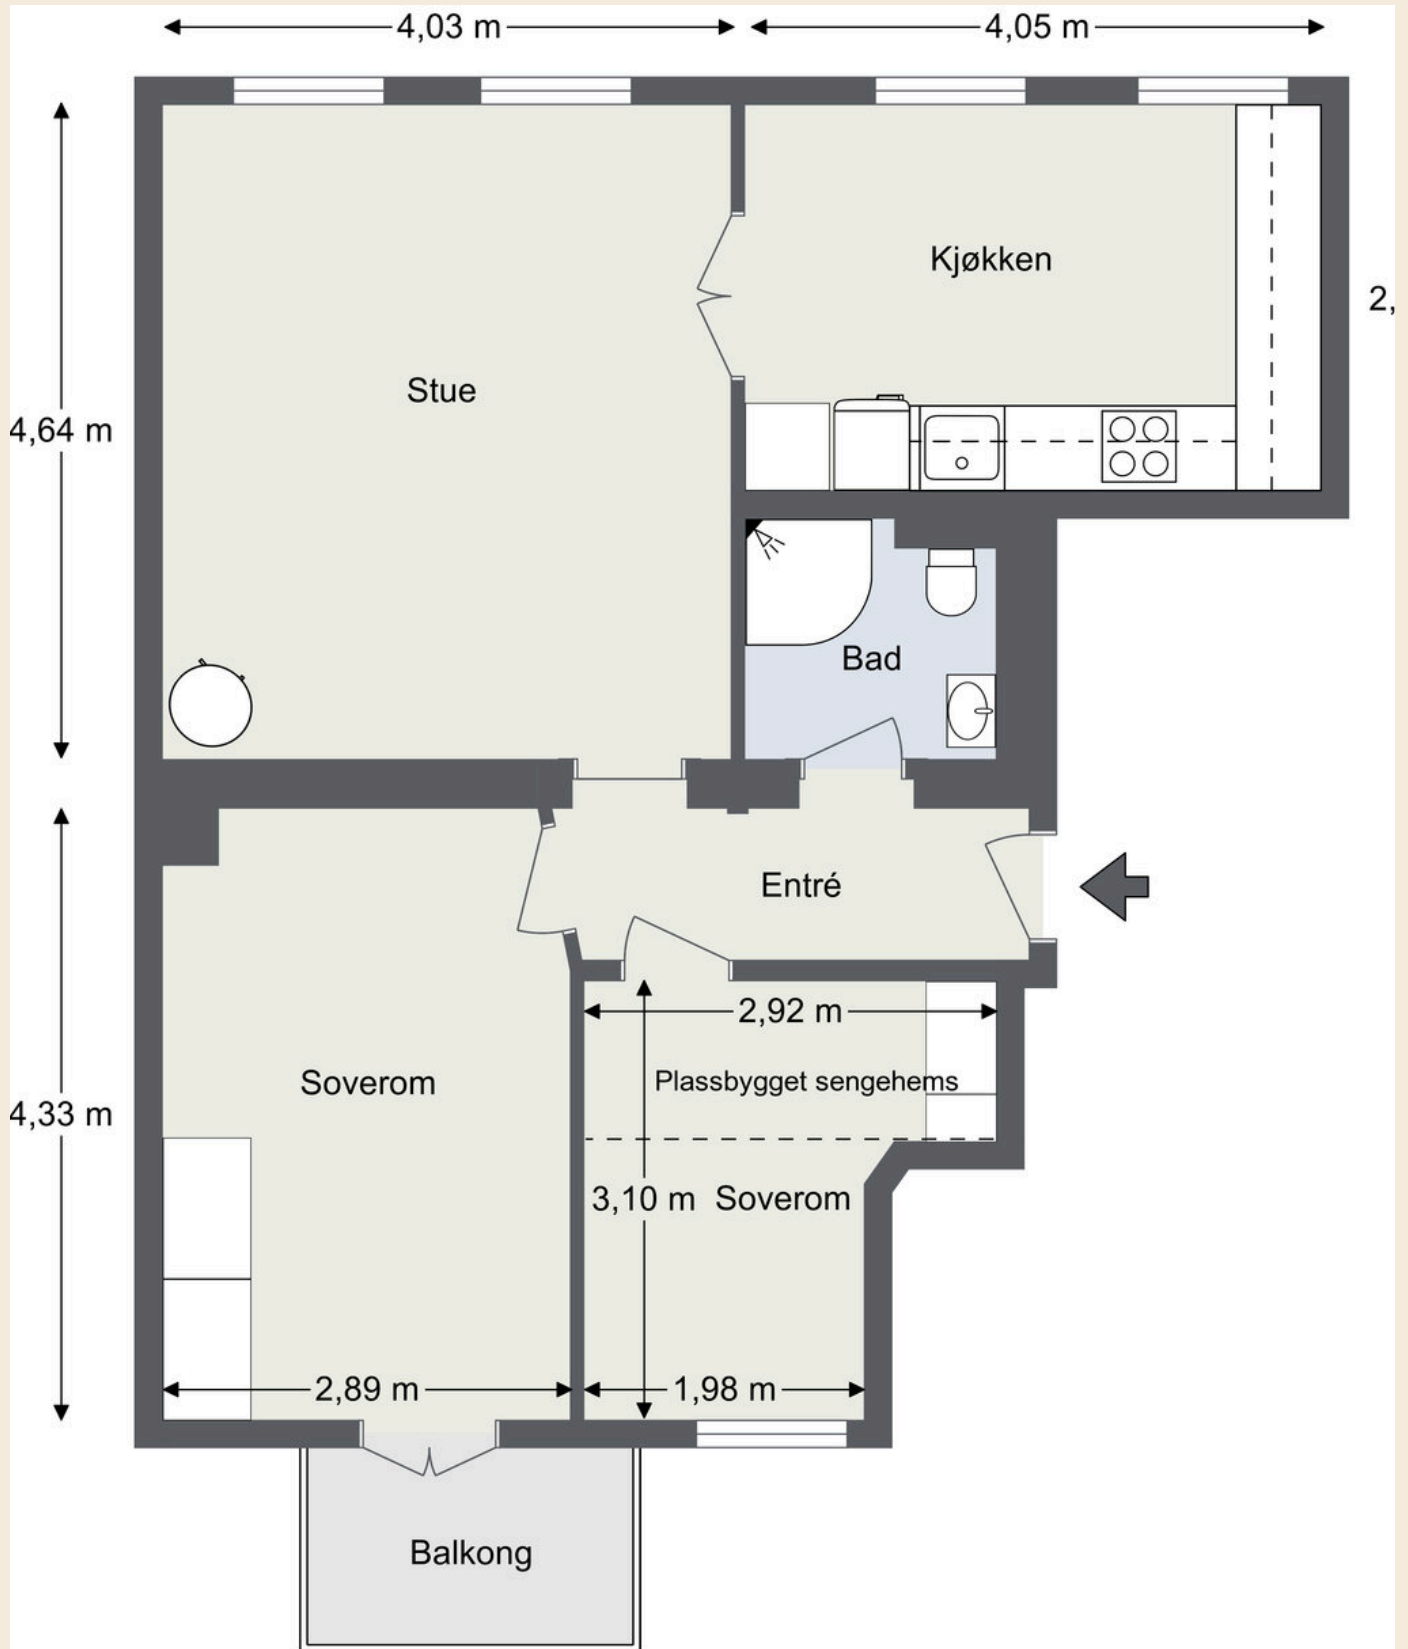 4,03 m
4,05 m
Kjøkken
2,
Stue
4,64 m
Bad
Entré
2,92 m
Plassbygget sengehems
Soverom
4,33 m
3,10 m
Soverom
2,89 m
1,98 m
Balkong